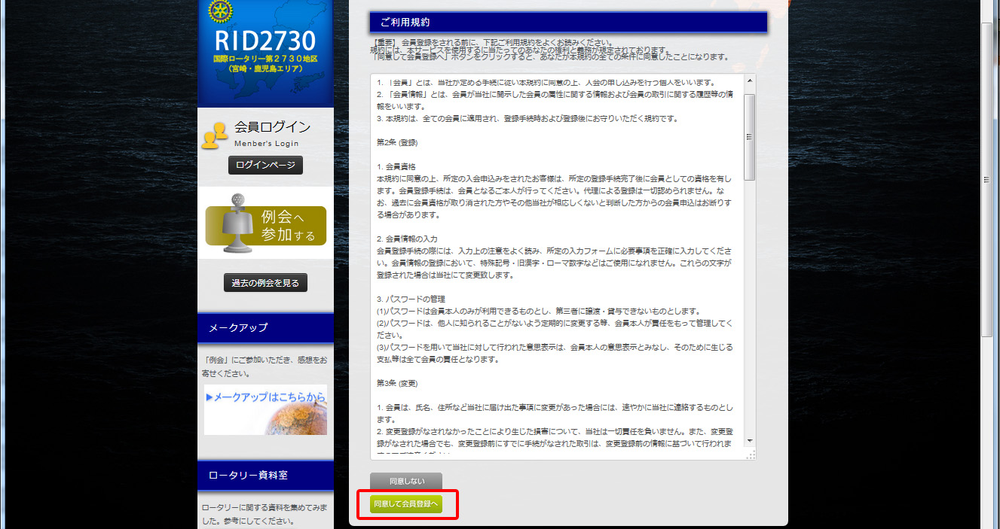 RID2730
国際ロータリー第2730地区
(宮崎・鹿児島エリア)
会員ログイン
Menber's Login
ログインページ
例会へ
参加する
過去の例会を見る
メークアップ
「例会」にご参加いただき、感想をお
寄せください。
▶メークアップはこちらから
ロータリー資料室
ロータリーに関する資料を集めてみま
した。参考にしてください。
ご利用規約
【重要】 会員登録をされる前に、下記ご利用規約をよくお読みください。
規約には、本サービスを使用するに当たってのあなたの権利と義務が規定されております。
「同意して会員登録へ」ボタンをクリックすると、あなたが本規約の全ての条件に同意したことになります。
1. 「会員」とは、当社が定める手続に従い本規約に同意の上、入会の申し込みを行う個人をいいます。
2. 「会員情報」とは、会員が当社に開示した会員の属性に関する情報および会員の取引に関する履歴等の情
報をいいます。
3. 本規約は、全ての会員に適用され、登録手続時および登録後にお守りいただく規約です。
第2条 (登録)
1. 会員資格
本規約に同意の上、所定の入会申込みをされたお客様は、所定の登録手続完了後に会員としての資格を有し
ます。会員登録手続は、会員となるご本人が行ってください。代理による登録は一切認められません。な
お、過去に会員資格が取り消された方やその他当社が相応しくないと判断した方からの会員申込はお断りす
る場合があります。
2. 会員情報の入力
会員登録手続の際には、入力上の注意をよく読み、所定の入力フォームに必要事項を正確に入力してくださ
い。会員情報の登録において、特殊記号・旧漢字・ローマ数字などはご使用になれません。これらの文字が
登録された場合は当社にて変更致します。
3. パスワードの管理
(1)パスワードは会員本人のみが利用できるものとし、第三者に譲渡・貸与できないものとします。
(2)パスワードは、他人に知られることがないよう定期的に変更する等、会員本人が責任をもって管理してく
ださい。
(3)パスワードを用いて当社に対して行われた意思表示は、会員本人の意思表示とみなし、そのために生じる
支払等は全て会員の責任となります。
第3条 (変更)
1. 会員は、氏名、住所など当社に届け出た事項に変更があった場合には、速やかに当社に連絡するものとし
ます。
2. 変更登録がなされなかったことにより生じた損害について、当社は一切責任を負いません。また、変更登
録がなされた場合でも、変更登録前にすでに手続がなされた取引は、変更登録前の情報に基づいて行われま
同意しない
同意して会員登録へ